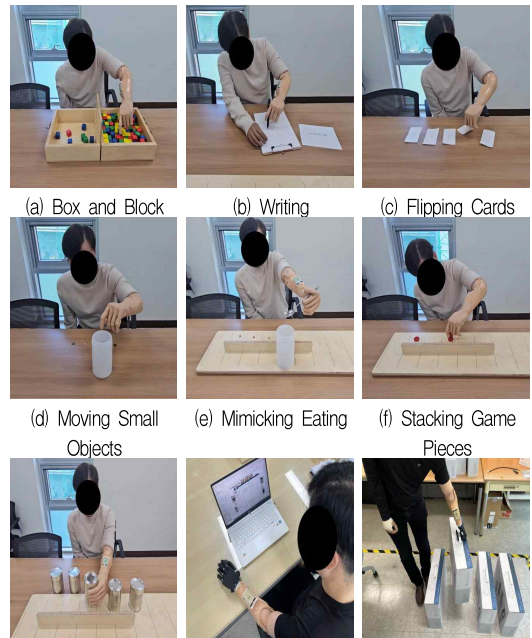 (a) Box and Block
(b) Writing
(c) Flipping Cards
(d) Moving Small
Objects
(e) Mimicking Eating
(f) Stacking Game
Pieces